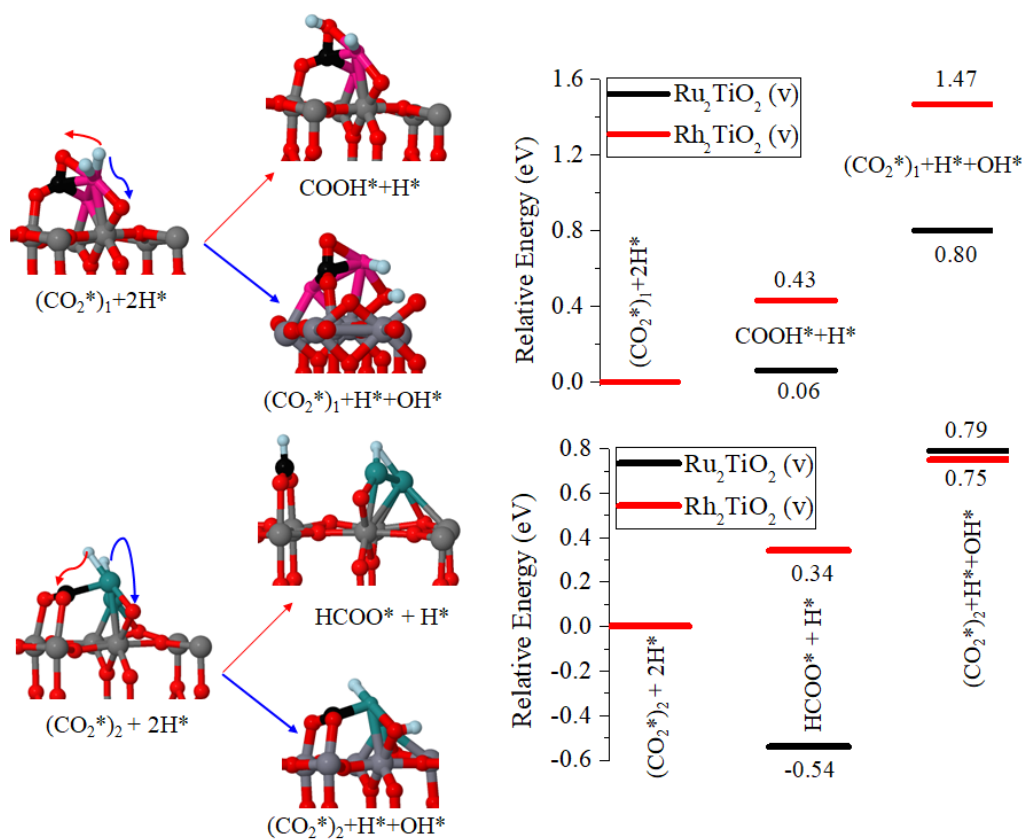 COOH*+H*
(CO₂*)₁+2H*
(CO₂*)₁+H*+OH*
HCOO* + H*
(CO₂*)₂ + 2H*
(CO₂*)₂+H*+OH*
Relative Energy (eV)
1.6
1.2
0.8
0.4
0.0
Ru₂TiO₂ (v)
Rh₂TiO₂ (v)
(CO₂*)₁+2H*
0.43
COOH*+H*
0.06
1.47
(CO₂*)₁+H*+OH*
0.80
Relative Energy (eV)
0.8
0.6
0.4
0.2
0.0
-0.2
-0.4
-0.6
Ru₂TiO₂ (v)
Rh₂TiO₂ (v)
(CO₂*)₂ + 2H*
0.34
HCOO* + H*
-0.54
0.79
0.75
(CO₂*)₂+H*+OH*